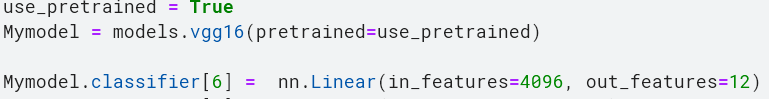 use_pretrained = True
Mymodel = models.vgg16(pretrained=use_pretrained)
Mymodel.classifier[6] =  nn.Linear(in_features=4096, out_features=12)